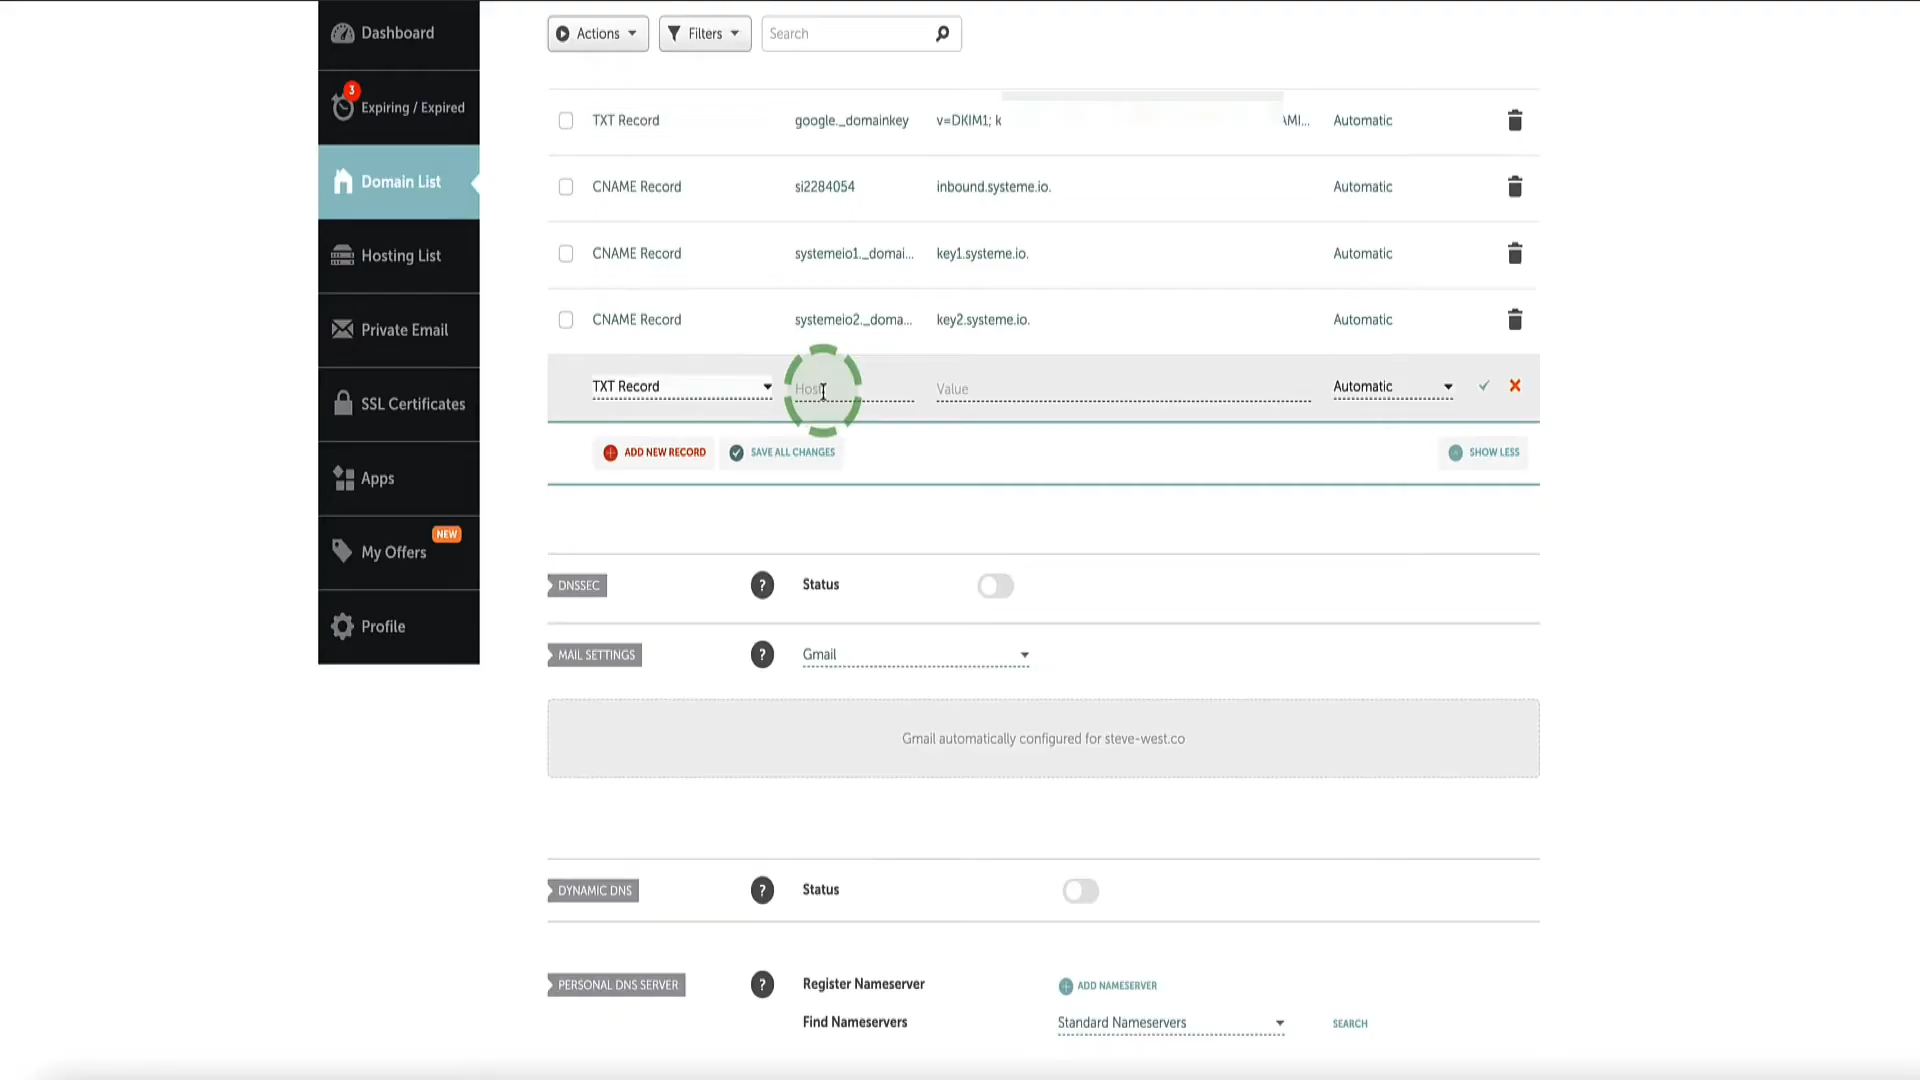 Dashboard
Actions
Filters
Search
3
Expiring / Expired
TXT Record google._domainkey v=DKIM1; k AMI... Automatic
Domain List
CNAME Record si2284054 inbound.systeme.io. Automatic
Hosting List
CNAME Record systemeio1._domai... key1.systeme.io. Automatic
Private Email
CNAME Record systemeio2._doma... key2.systeme.io. Automatic
SSL Certificates
TXT Record Host Value Automatic
ADD NEW RECORD SAVE ALL CHANGES SHOW LESS
Apps
NEW
My Offers
DNSSEC ? Status
Profile
MAIL SETTINGS ? Gmail
Gmail automatically configured for steve-west.co
DYNAMIC DNS ? Status
PERSONAL DNS SERVER ? Register Nameserver ADD NAMESERVER
Find Nameservers Standard Nameservers SEARCH